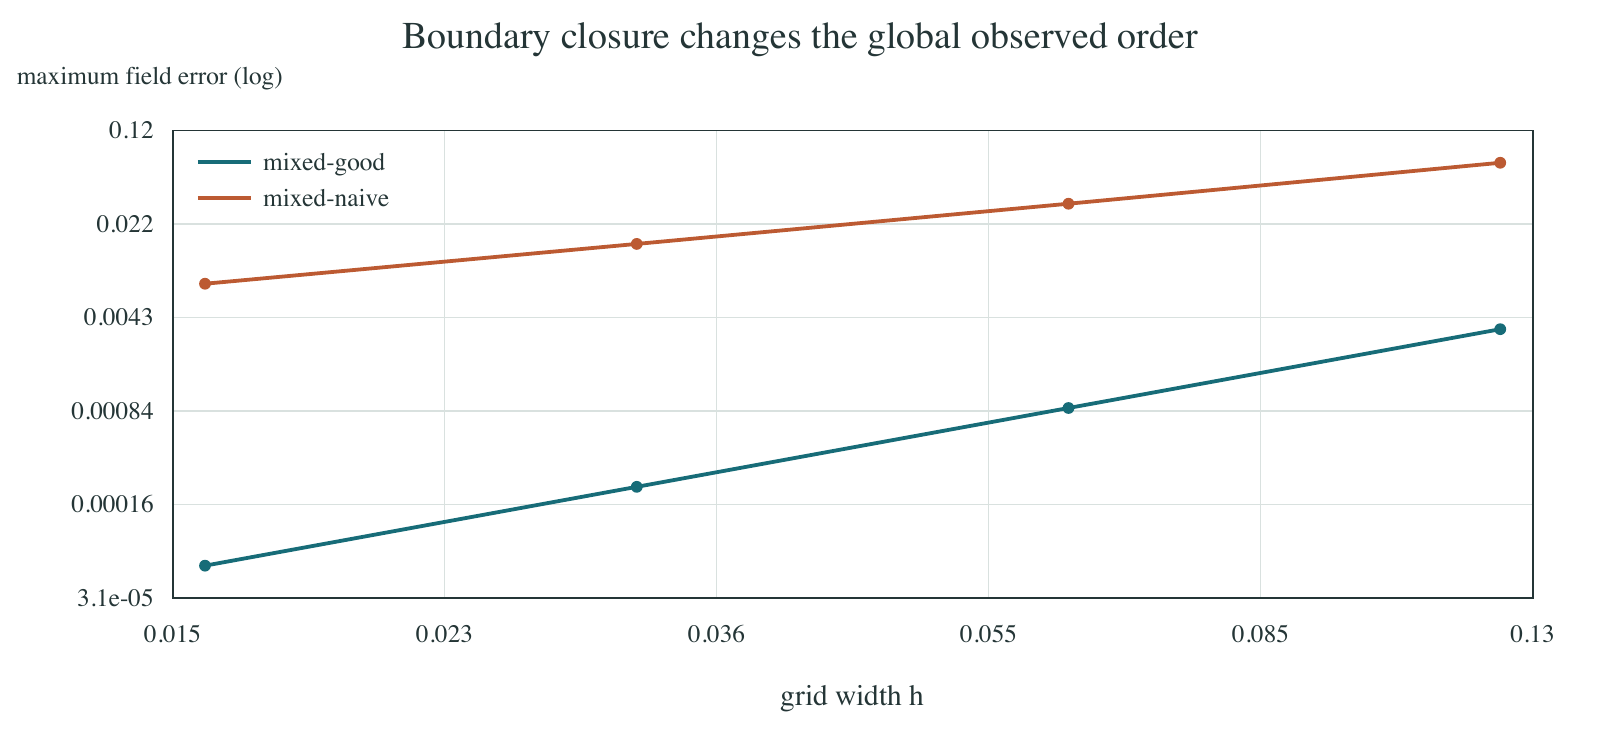 Boundary closure changes the global observed order
maximum field error (log)
0.12
0.022
0.0043
0.00084
0.00016
3.1e-05
mixed-good
mixed-naive
0.015 0.023 0.036 0.055 0.085 0.13
grid width h